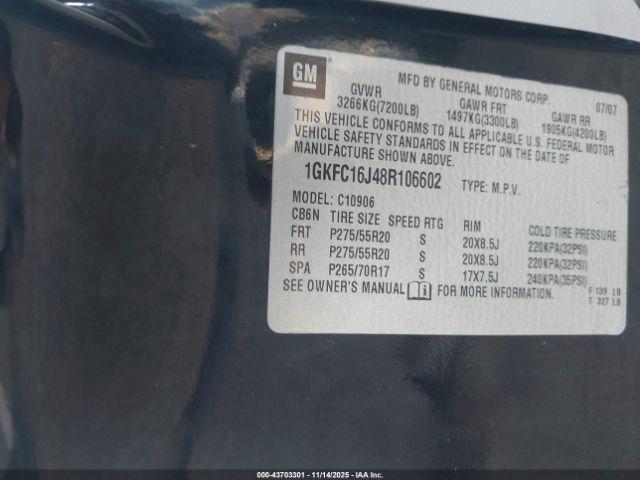 GM
MFD BY GENERAL MOTORS CORP. 07/07
GVWR GAWR FRT GAWR RR
3266KG(7200LB) 1497KG(3300LB) 1905KG(4200LB)
THIS VEHICLE CONFORMS TO ALL APPLICABLE U.S. FEDERAL MOTOR
VEHICLE SAFETY STANDARDS IN EFFECT ON THE DATE OF
MANUFACTURE SHOWN ABOVE.
1GKFC16J48R106602 TYPE: M.P.V.
MODEL: C10906
CB6N TIRE SIZE SPEED RTG RIM COLD TIRE PRESSURE
FRT P275/55R20 S 20X8.5J 220KPA(32PSI)
RR P275/55R20 S 20X8.5J 220KPA(32PSI)
SPA P265/70R17 S 17X7.5J 240KPA(35PSI)
SEE OWNER'S MANUAL i FOR MORE INFORMATION.
F 139 LB
T 327 LB
000-43703301 - 11/14/2025 - IAAI.CA